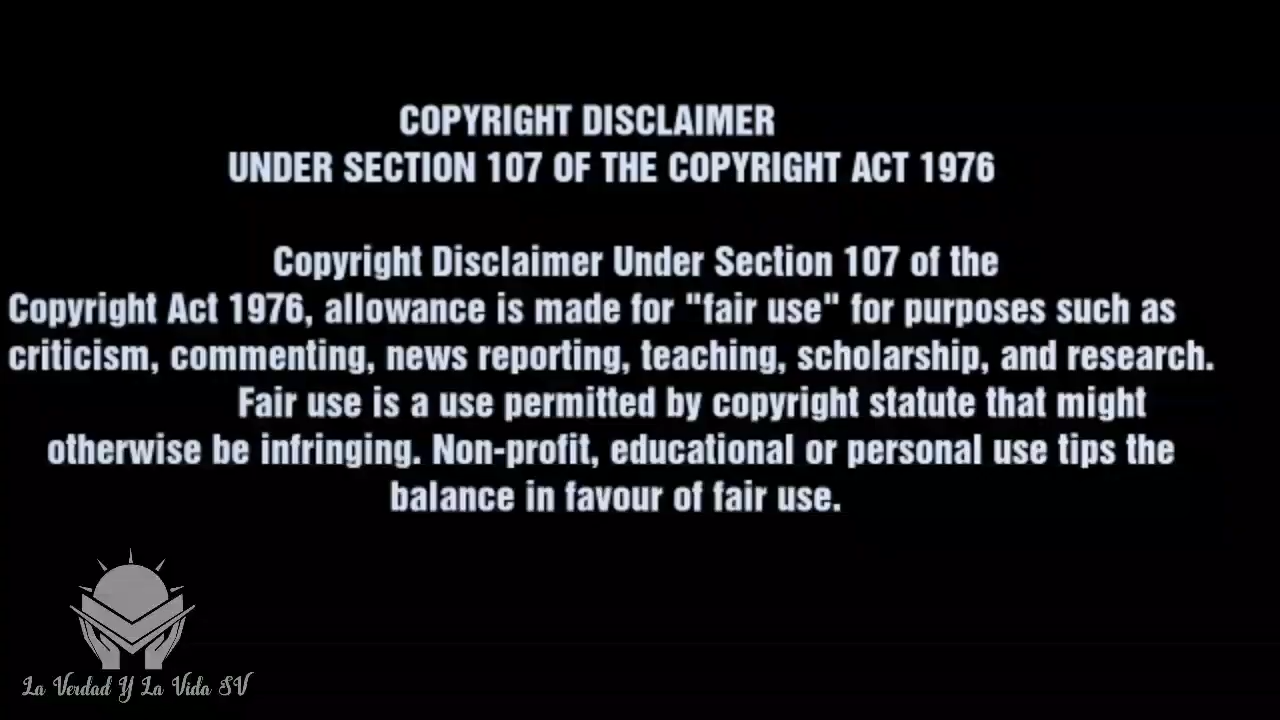 COPYRIGHT DISCLAIMER
UNDER SECTION 107 OF THE COPYRIGHT ACT 1976
Copyright Disclaimer Under Section 107 of the
Copyright Act 1976, allowance is made for "fair use" for purposes such as
criticism, commenting, news reporting, teaching, scholarship, and research.
Fair use is a use permitted by copyright statute that might
otherwise be infringing. Non-profit, educational or personal use tips the
balance in favour of fair use.
La Verdad Y La Vida SV